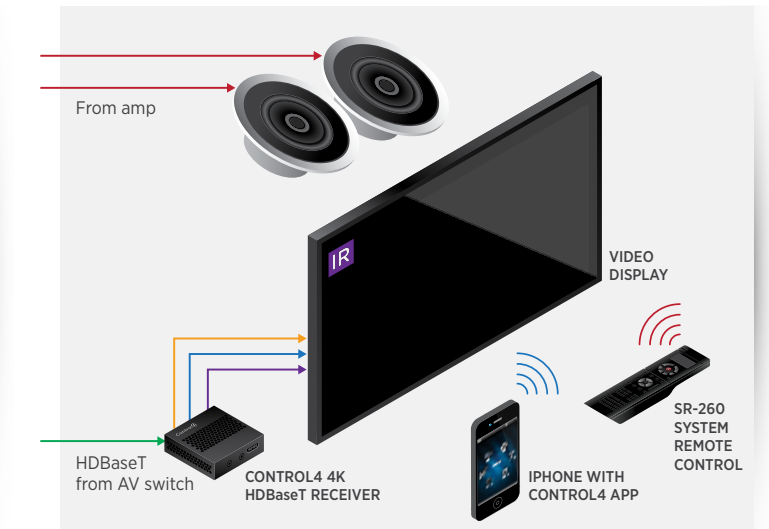 From amp
IR
VIDEO
DISPLAY
HDBaseT
from AV switch
Control4
CONTROL4 4K
HDBaseT RECEIVER
IPHONE WITH
CONTROL4 APP
SR-260
SYSTEM
REMOTE
CONTROL